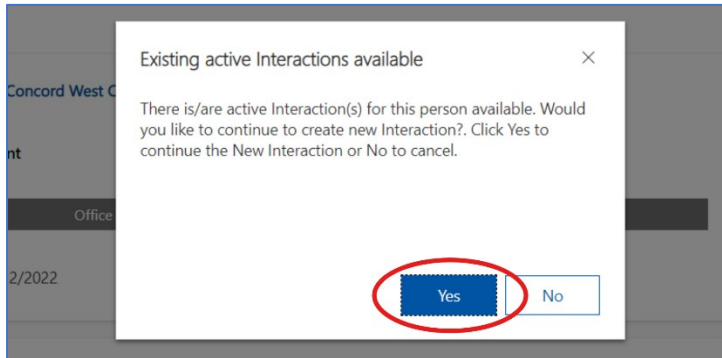 Existing active Interactions available
Concord West C
There is/are active Interaction(s) for this person available. Would
you like to continue to create new Interaction?. Click Yes to
continue the New Interaction or No to cancel.
nt
Office
2/2022
Yes No